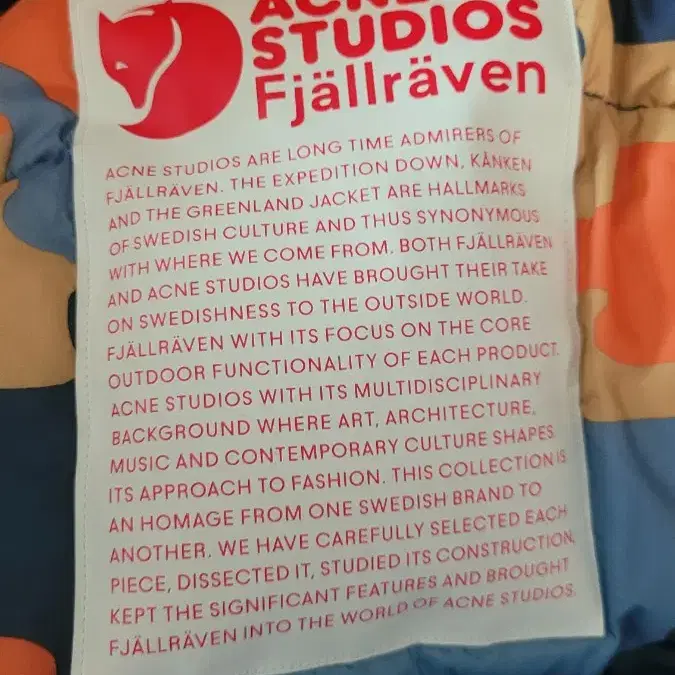 ACNE
STUDIOS
Fjällräven
ACNE STUDIOS ARE LONG TIME ADMIRERS OF
FJÄLLRÄVEN. THE EXPEDITION DOWN, KÅNKEN
AND THE GREENLAND JACKET ARE HALLMARKS
OF SWEDISH CULTURE AND THUS SYNONYMOUS
WITH WHERE WE COME FROM. BOTH FJÄLLRÄVEN
AND ACNE STUDIOS HAVE BROUGHT THEIR TAKE
ON SWEDISHNESS TO THE OUTSIDE WORLD.
FJÄLLRÄVEN WITH ITS FOCUS ON THE CORE
OUTDOOR FUNCTIONALITY OF EACH PRODUCT.
ACNE STUDIOS WITH ITS MULTIDISCIPLINARY
BACKGROUND WHERE ART, ARCHITECTURE,
MUSIC AND CONTEMPORARY CULTURE SHAPES
ITS APPROACH TO FASHION. THIS COLLECTION IS
AN HOMAGE FROM ONE SWEDISH BRAND TO
ANOTHER. WE HAVE CAREFULLY SELECTED EACH
PIECE, DISSECTED IT, STUDIED ITS CONSTRUCTION,
KEPT THE SIGNIFICANT FEATURES AND BROUGHT
FJÄLLRÄVEN INTO THE WORLD OF ACNE STUDIOS.